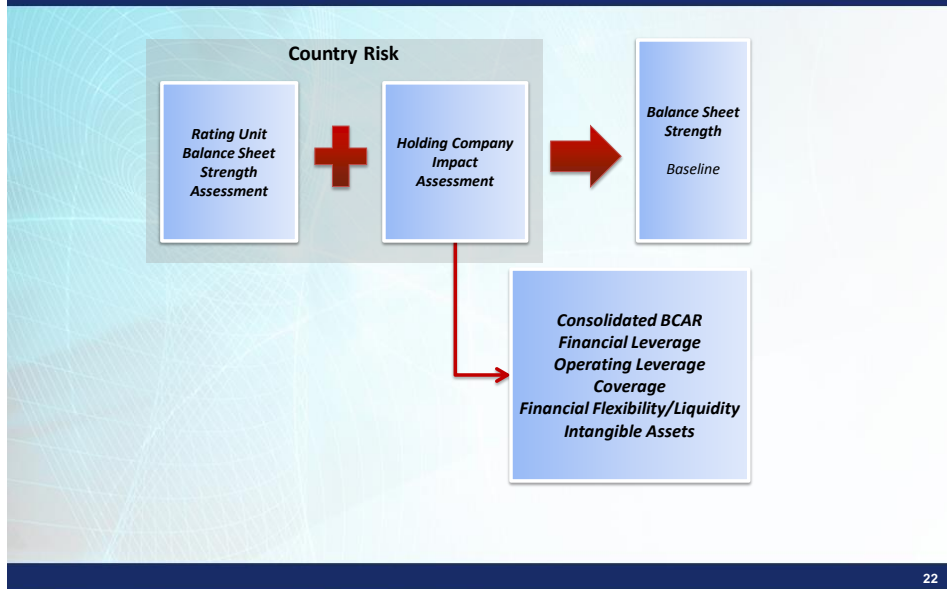 Country Risk
Rating Unit
Balance Sheet
Strength
Assessment
Holding Company
Impact
Assessment
Balance Sheet
Strength
Baseline
Consolidated BCAR
Financial Leverage
Operating Leverage
Coverage
Financial Flexibility/Liquidity
Intangible Assets
22